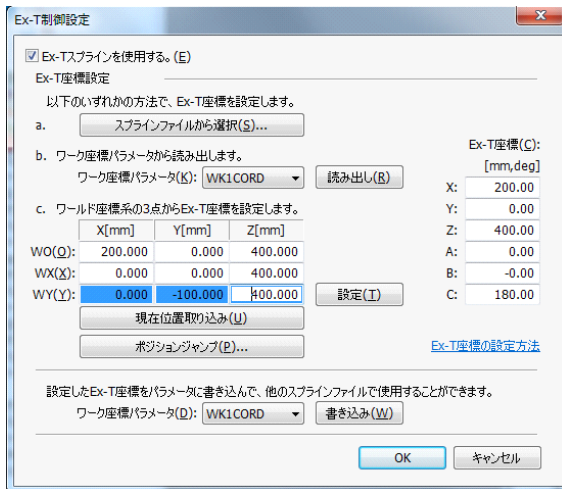 Ex-T制御設定
Ex-Tスプラインを使用する。(E)
Ex-T座標設定
以下のいずれかの方法で、Ex-T座標を設定します。
a. スプラインファイルから選択(S)...
b. ワーク座標パラメータから読み出します。
ワーク座標パラメータ(K): WK1CORD 読み出し(R)
c. ワールド座標系の3点からEx-T座標を設定します。
X[mm] Y[mm] Z[mm]
WO(O): 200.000 0.000 400.000
WX(X): 0.000 0.000 400.000
WY(Y): 0.000 -100.000 400.000 設定(T)
現在位置取り込み(U)
ポジションジャンプ(P)...
Ex-T座標(C):
[mm,deg]
X: 200.00
Y: 0.00
Z: 400.00
A: 0.00
B: -0.00
C: 180.00
Ex-T座標の設定方法
設定したEx-T座標をパラメータに書き込んで、他のスプラインファイルで使用することができます。
ワーク座標パラメータ(D): WK1CORD 書き込み(W)
OK キャンセル